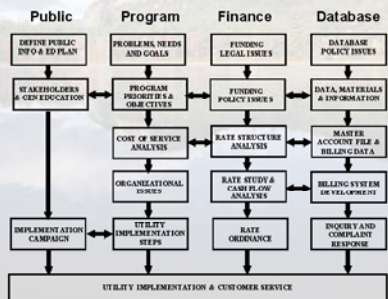 Public Program Finance Database
DEFINE PUBLIC
INFO & ED PLAN
PROBLEMS, NEEDS
AND GOALS
FUNDING
LEGAL ISSUES
DATABASE
POLICY ISSUES
STAKEHOLDERS
& GEN EDUCATION
PROGRAM
PRIORITIES &
OBJECTIVES
FUNDING
POLICY ISSUES
DATA, MATERIALS
& INFORMATION
COST OF SERVICE
ANALYSIS
RATE STRUCTURE
ANALYSIS
MASTER
ACCOUNT FILE &
BILLING DATA
ORGANIZATIONAL
ISSUES
RATE STUDY &
CASH FLOW
ANALYSIS
BILLING SYSTEM
DEVELOPMENT
IMPLEMENTATION
CAMPAIGN
UTILITY
IMPLEMENTATION
STEPS
RATE
ORDINANCE
INQUIRY AND
COMPLAINT
RESPONSE
UTILITY IMPLEMENTATION & CUSTOMER SERVICE